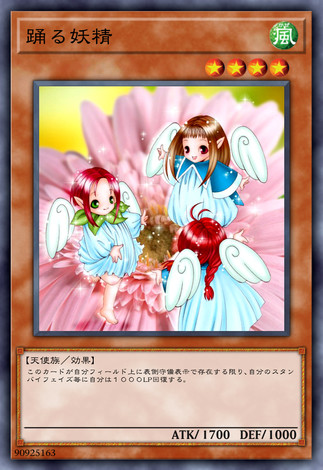 踊る妖精
風
【天使族／効果】
このカードが自分フィールド上に表側守備表示で存在する限り、自分のスタン
バイフェイズ毎に自分は１０００LP回復する。
ATK/ 1700 DEF/ 1000
90925163